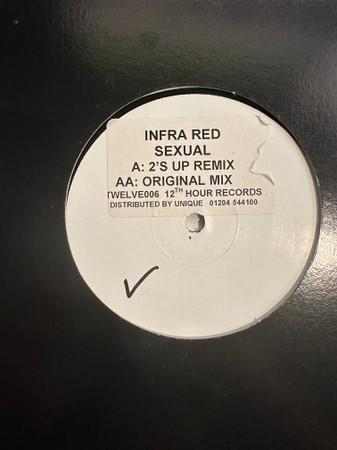 INFRA RED
SEXUAL
A: 2'S UP REMIX
AA: ORIGINAL MIX
TWELVE006 12TH HOUR RECORDS
DISTRIBUTED BY UNIQUE 01204 544100